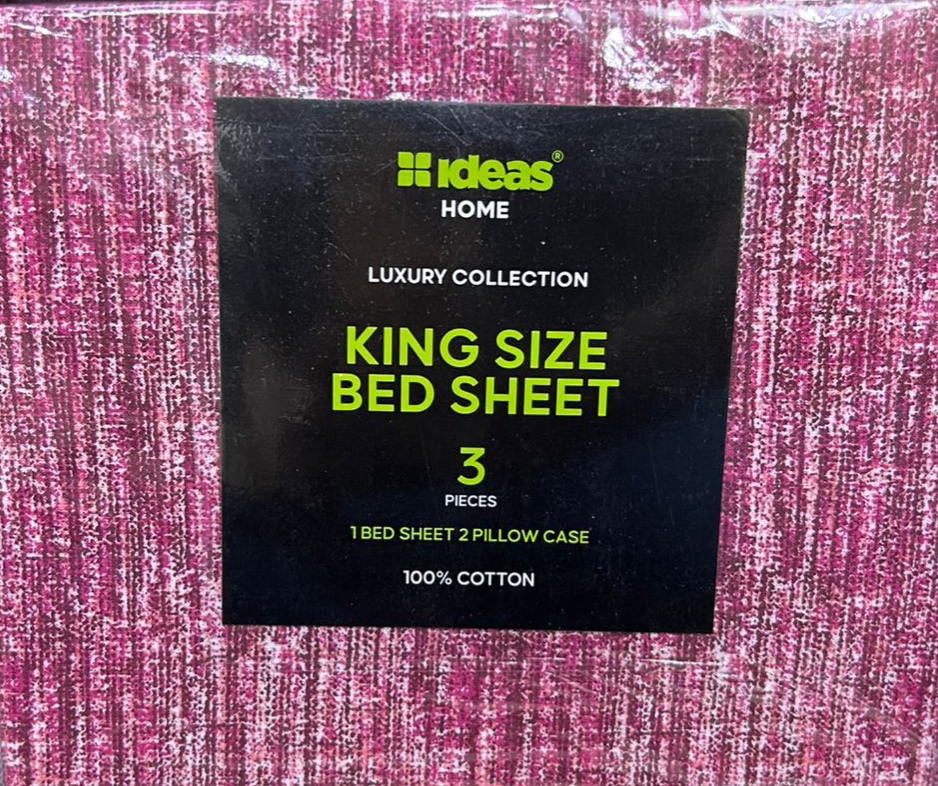 ideas®
HOME
LUXURY COLLECTION
KING SIZE
BED SHEET
3
PIECES
1 BED SHEET 2 PILLOW CASE
100% COTTON